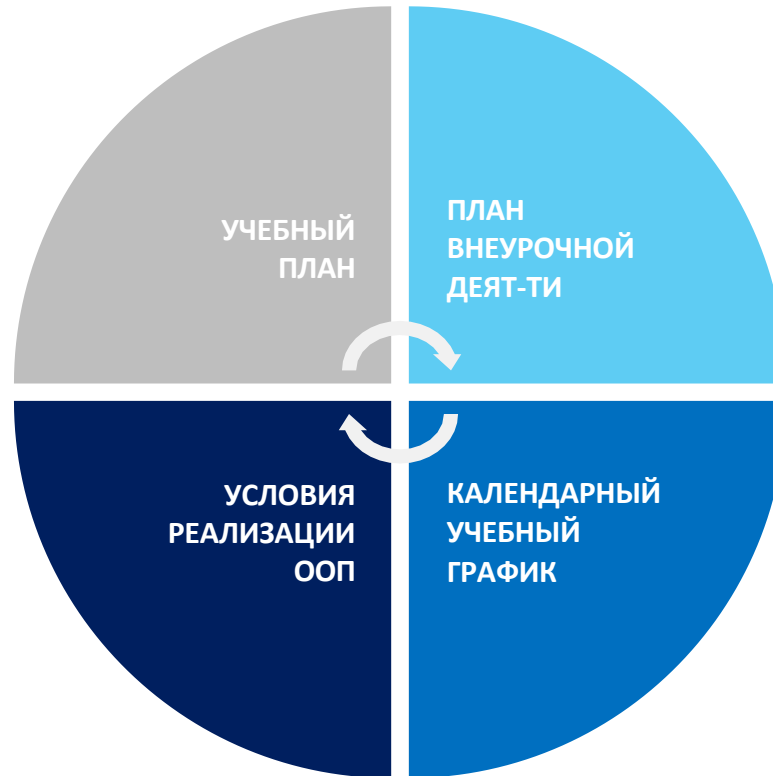 УЧЕБНЫЙ
ПЛАН
ПЛАН
ВНЕУРОЧНОЙ
ДЕЯТ-ТИ
УСЛОВИЯ
РЕАЛИЗАЦИИ
ООП
КАЛЕНДАРНЫЙ
УЧЕБНЫЙ
ГРАФИК